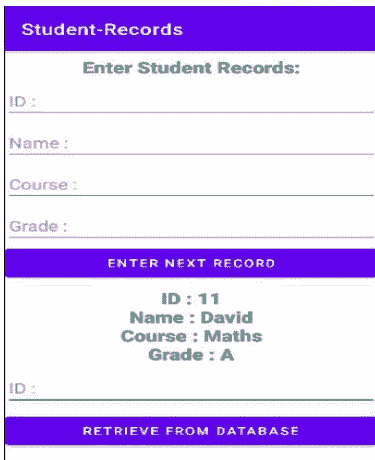 Student-Records
Enter Student Records:
ID :
Name :
Course :
Grade :
ENTER NEXT RECORD
ID : 11
Name : David
Course : Maths
Grade : A
ID :
RETRIEVE FROM DATABASE